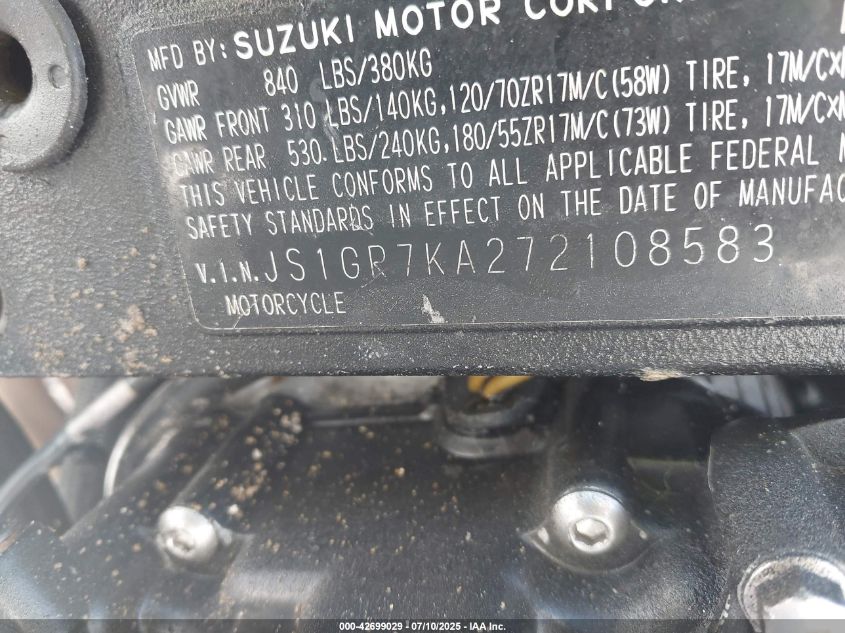 MFD BY: SUZUKI MOTOR
GVWR 840 LBS/380KG
GAWR FRONT 310 LBS/140KG, 120/70ZR17M/C(58W) TIRE, 17M/C
GAWR REAR 530 LBS/240KG, 180/55ZR17M/C(73W) TIRE, 17M/C
THIS VEHICLE CONFORMS TO ALL APPLICABLE FEDERAL
SAFETY STANDARDS IN EFFECT ON THE DATE OF MANUFAC
V.I.N. JS1GR7KA272108583
MOTORCYCLE
000-42699029 - 07/10/2025 - IAA Inc.